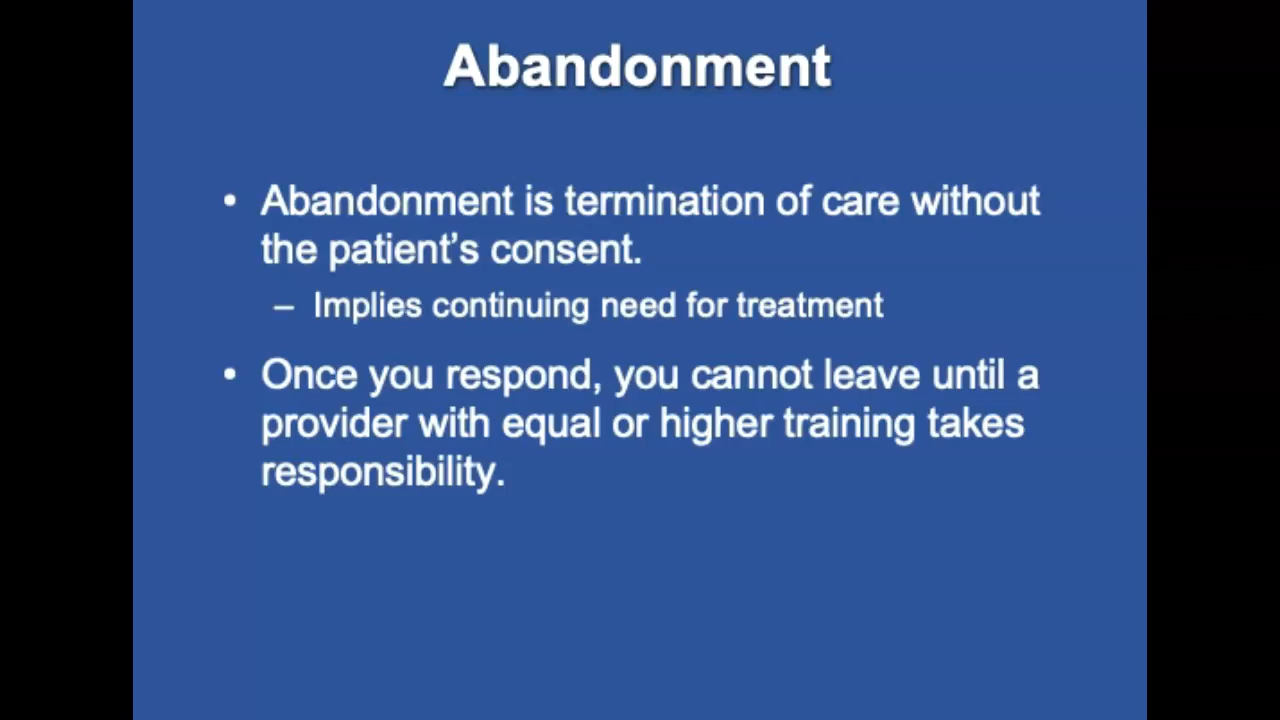 Abandonment
• Abandonment is termination of care without
the patient's consent.
– Implies continuing need for treatment
• Once you respond, you cannot leave until a
provider with equal or higher training takes
responsibility.